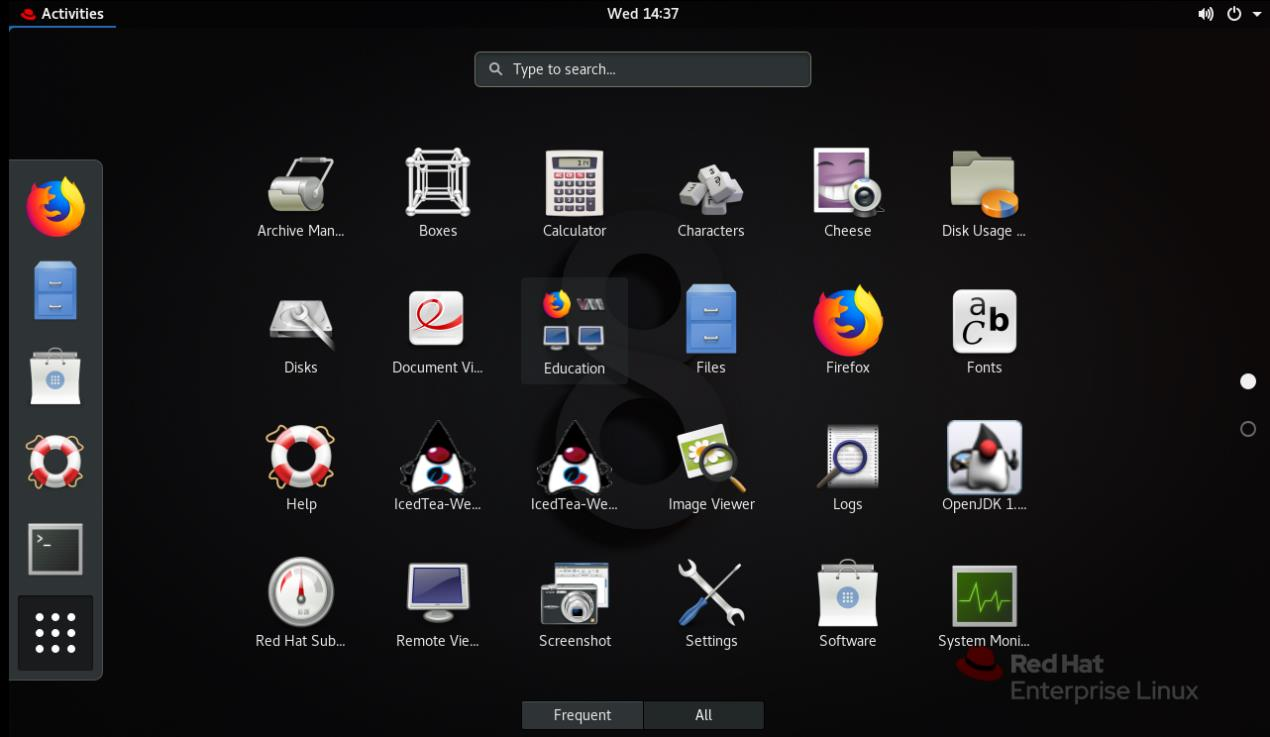 Activities
Wed 14:37
Type to search...
Archive Man...
Boxes
Calculator
Characters
Cheese
Disk Usage ...
Disks
Document Vi...
Education
Files
Firefox
Fonts
Help
IcedTea-We...
IcedTea-We...
Image Viewer
Logs
OpenJDK 1....
Red Hat Sub...
Remote Vie...
Screenshot
Settings
Software
System Moni...
Red Hat
Enterprise Linux
Frequent
All